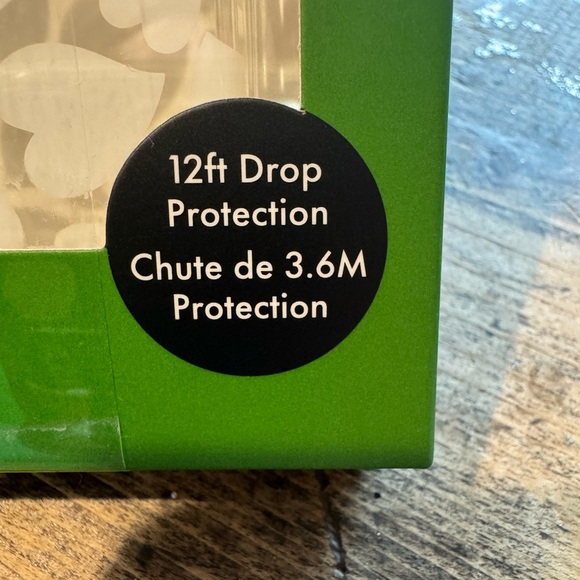 12ft Drop
Protection
Chute de 3.6M
Protection